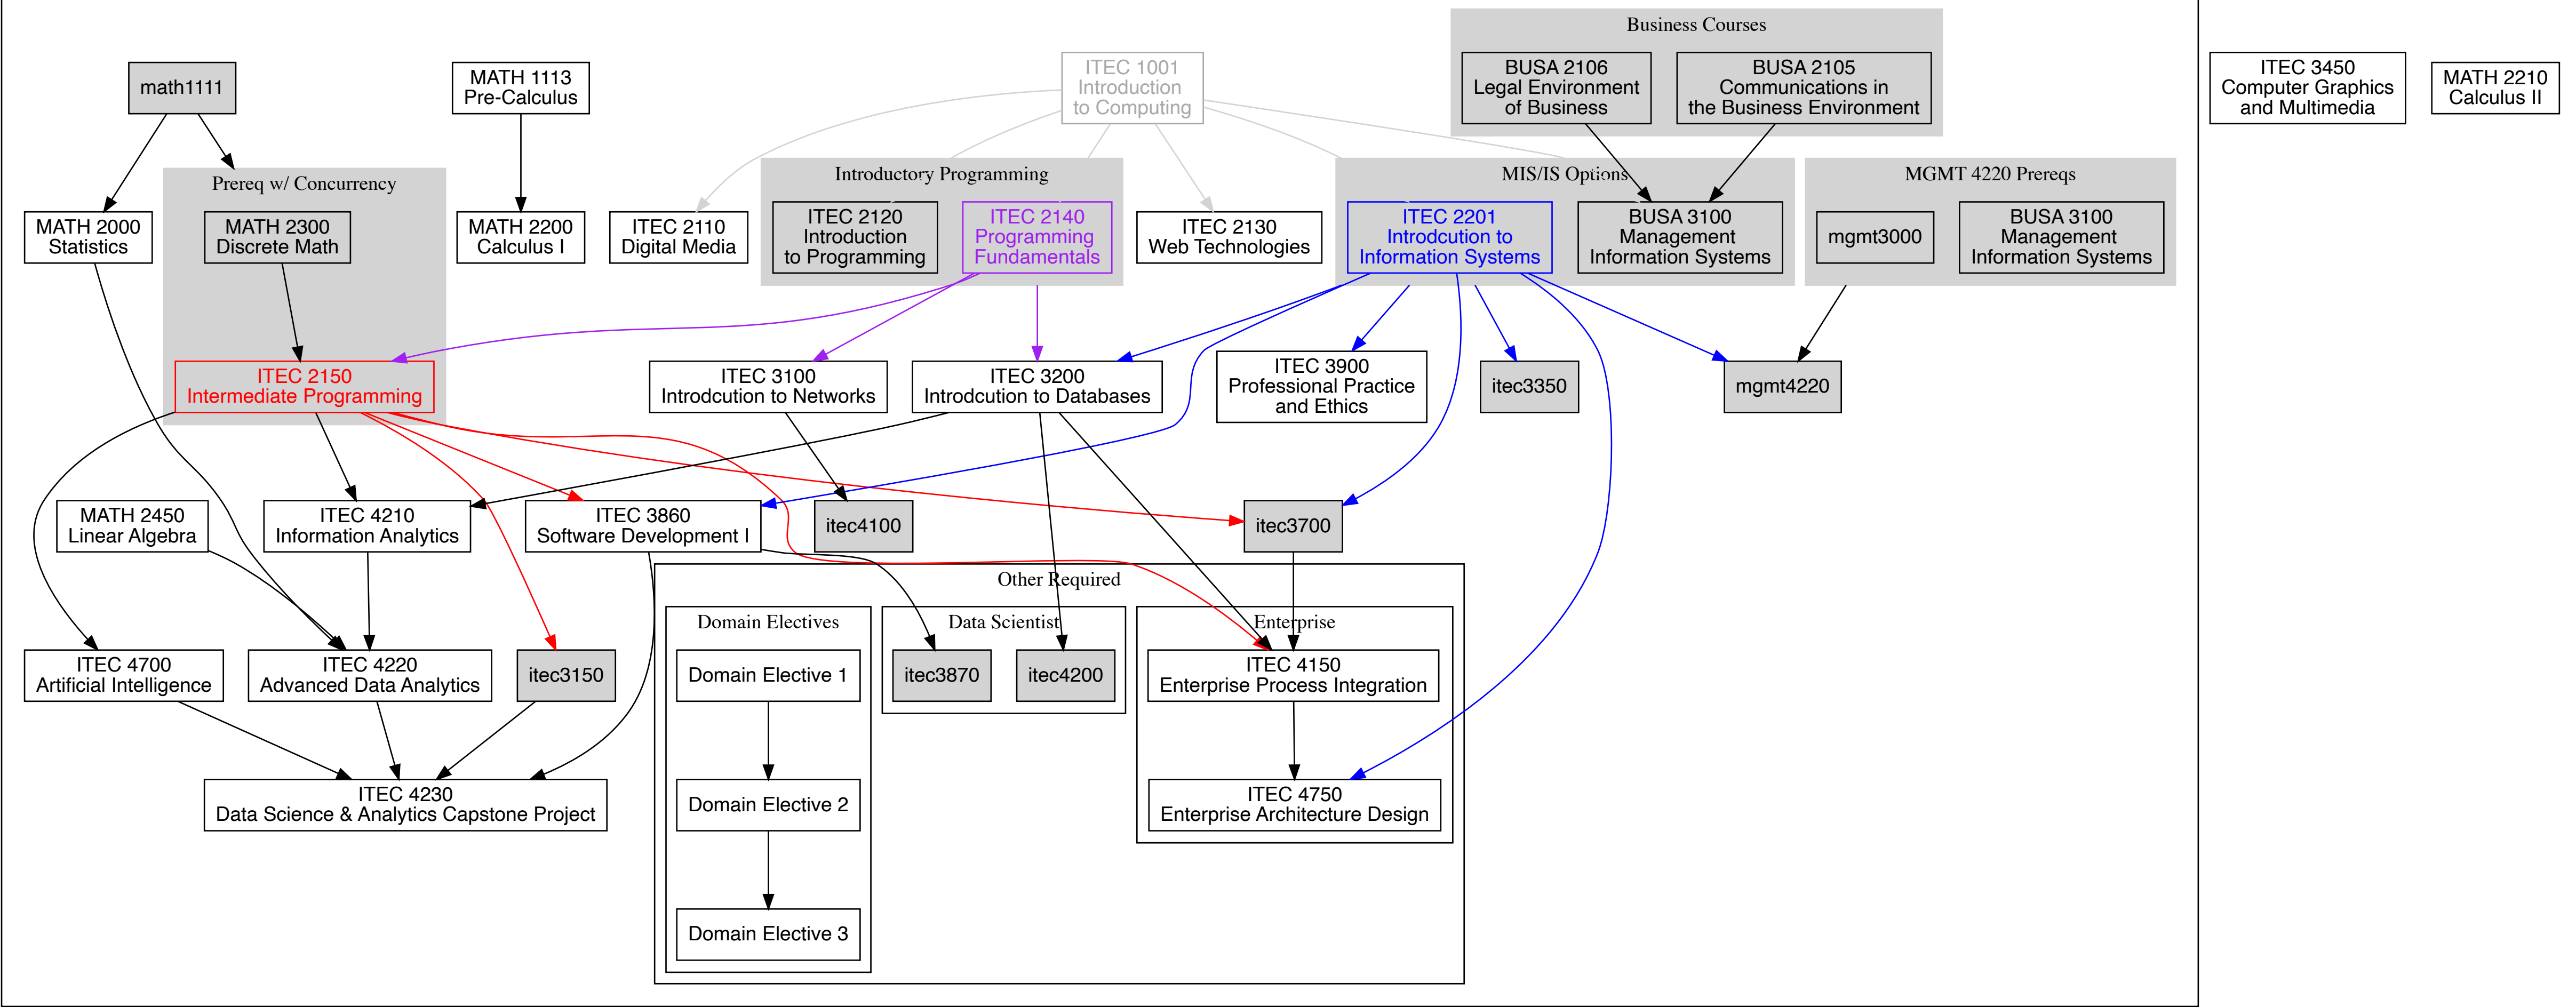 Business Courses
math1111
MATH 1113
Pre-Calculus
ITEC 1001
Introduction
to Computing
BUSA 2106
Legal Environment
of Business
BUSA 2105
Communications in
the Business Environment
ITEC 3450
Computer Graphics
and Multimedia
MATH 2210
Calculus II
Prereq w/ Concurrency
Introductory Programming
MIS/IS Options
MGMT 4220 Prereqs
MATH 2000
Statistics
MATH 2300
Discrete Math
MATH 2200
Calculus I
ITEC 2110
Digital Media
ITEC 2120
Introduction
to Programming
ITEC 2140
Programming
Fundamentals
ITEC 2130
Web Technologies
ITEC 2201
Introdcution to
Information Systems
BUSA 3100
Management
Information Systems
mgmt3000
BUSA 3100
Management
Information Systems
ITEC 2150
Intermediate Programming
ITEC 3100
Introdcution to Networks
ITEC 3200
Introdcution to Databases
ITEC 3900
Professional Practice
and Ethics
itec3350
mgmt4220
MATH 2450
Linear Algebra
ITEC 4210
Information Analytics
ITEC 3860
Software Development I
itec4100
itec3700
Other Required
Domain Electives
Data Scientist
Enterprise
ITEC 4700
Artificial Intelligence
ITEC 4220
Advanced Data Analytics
itec3150
Domain Elective 1
itec3870
itec4200
ITEC 4150
Enterprise Process Integration
ITEC 4230
Data Science & Analytics Capstone Project
Domain Elective 2
ITEC 4750
Enterprise Architecture Design
Domain Elective 3